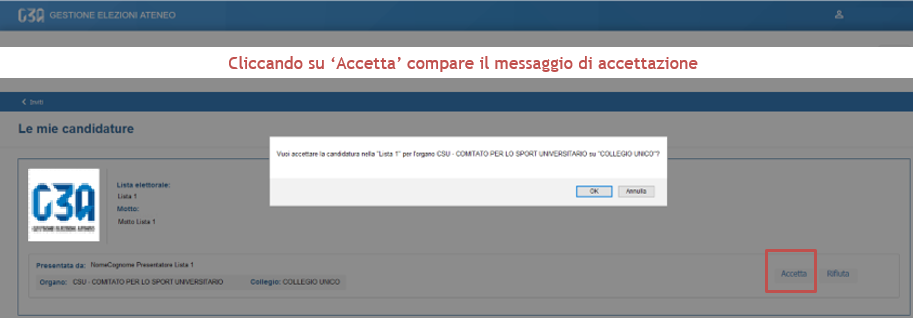 G3A GESTIONE ELEZIONI ATENEO
Cliccando su ‘Accetta’ compare il messaggio di accettazione
Inviti
Le mie candidature
Vuoi accettare la candidatura nella "Lista 1" per l'organo CSU - COMITATO PER LO SPORT UNIVERSITARIO su "COLLEGIO UNICO"?
OK Annulla
G3A
GESTIONE ELEZIONI ATENEO
Lista elettorale:
Lista 1
Motto:
Motto Lista 1
Presentata da: NomeCognome Presentatore Lista 1
Organo: CSU - COMITATO PER LO SPORT UNIVERSITARIO Collegio: COLLEGIO UNICO
Accetta Rifiuta